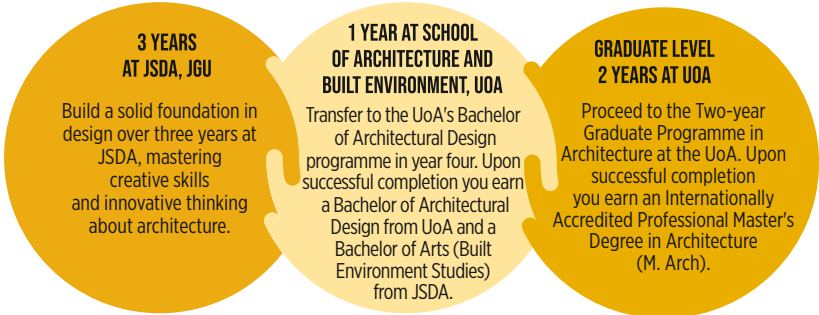 3 YEARS
AT JSDA, JGU
Build a solid foundation in
design over three years at
JSDA, mastering
creative skills
and innovative thinking
about architecture.
1 YEAR AT SCHOOL
OF ARCHITECTURE AND
BUILT ENVIRONMENT, UOA
Transfer to the UoA's Bachelor
of Architectural Design
programme in year four. Upon
successful completion you earn
a Bachelor of Architectural
Design from UoA and a
Bachelor of Arts (Built
Environment Studies)
from JSDA.
GRADUATE LEVEL
2 YEARS AT UOA
Proceed to the Two-year
Graduate Programme in
Architecture at the UoA. Upon
successful completion
you earn an Internationally
Accredited Professional Master's
Degree in Architecture
(M. Arch).